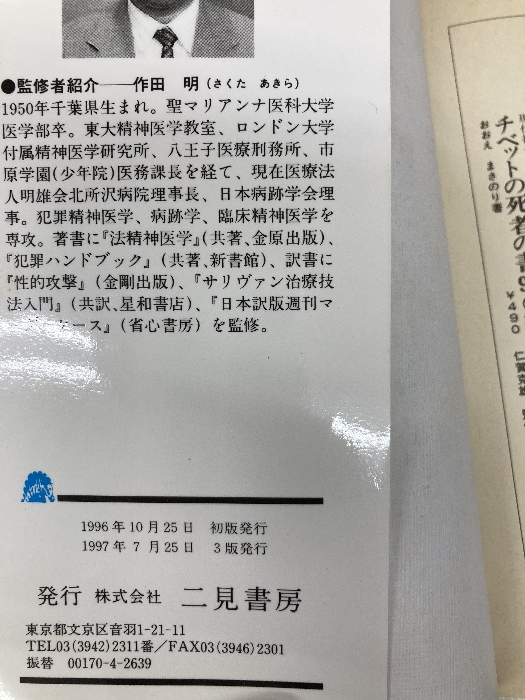 ●監修者紹介――作田 明(さくた あきら)
1950年千葉県生まれ。聖マリアンナ医科大学
医学部卒。東大精神医学教室、ロンドン大学
付属精神医学研究所、八王子医療刑務所、市
原学園(少年院)医務課長を経て、現在医療法
人明雄会北所沢病院理事長、日本病跡学会理
事。犯罪精神医学、病跡学、臨床精神医学を
専攻。著書に『法精神医学』(共著、金原出版)、
『犯罪ハンドブック』(共著、新書館)、訳書に
『性的攻撃』(金剛出版)、『サリヴァン治療技
法入門』(共訳、星和書店)、『日本訳版週刊マ
ース』(省心書房)を監修。
1996年10月25日 初版発行
1997年 7月25日 3版発行
発行 株式会社 二見書房
東京都文京区音羽1-21-11
TEL03(3942)2311番/FAX03(3946)2301
振替 00170-4-2639
チベットの死者の書
おおえ まさのり著
¥490